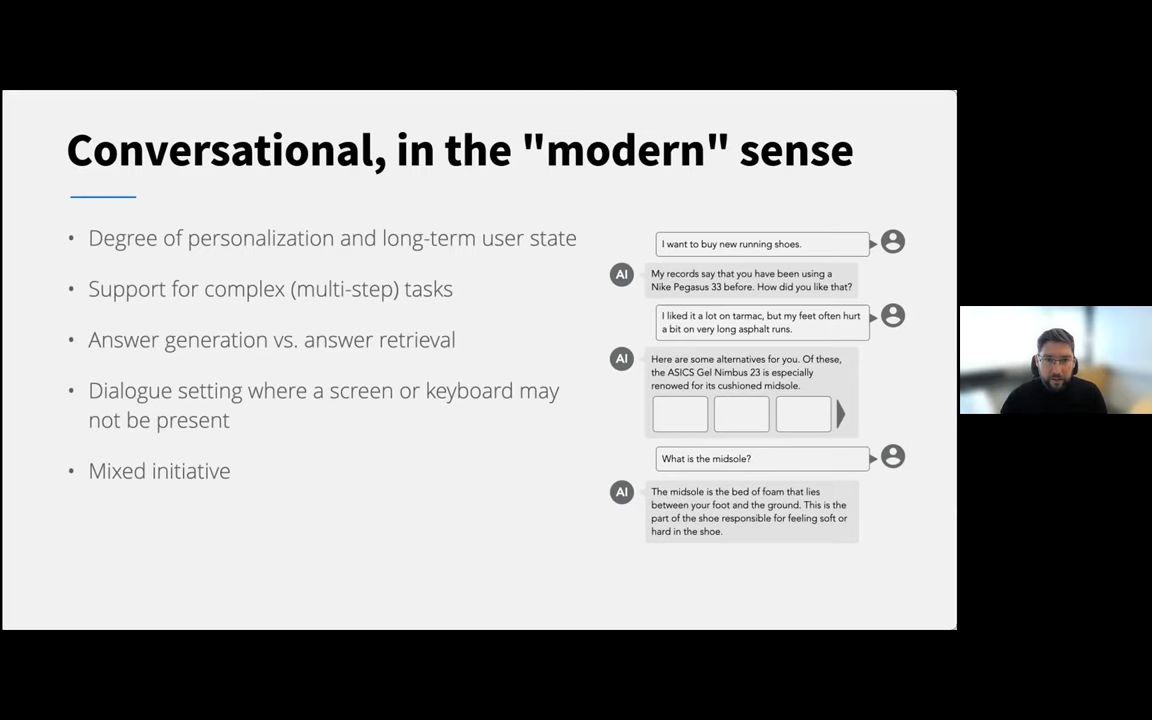 Conversational, in the "modern" sense
• Degree of personalization and long-term user state
• Support for complex (multi-step) tasks
• Answer generation vs. answer retrieval
• Dialogue setting where a screen or keyboard may
not be present
• Mixed initiative
I want to buy new running shoes.
AI
My records say that you have been using a
Nike Pegasus 33 before. How did you like that?
I liked it a lot on tarmac, but my feet often hurt
a bit on very long asphalt runs.
AI
Here are some alternatives for you. Of these,
the ASICS Gel Nimbus 23 is especially
renowed for its cushioned midsole.
What is the midsole?
AI
The midsole is the bed of foam that lies
between your foot and the ground. This is the
part of the shoe responsible for feeling soft or
hard in the shoe.